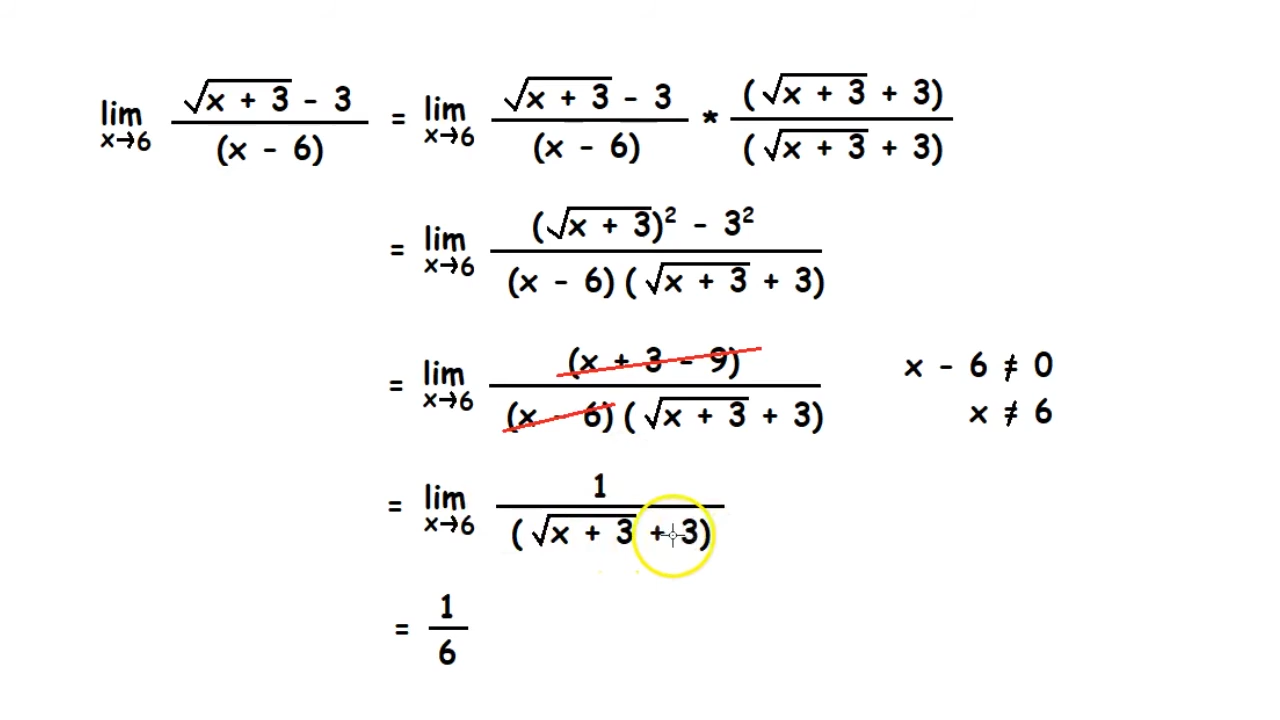 lim x→6 √(x + 3) - 3 / (x - 6) = lim x→6 √(x + 3) - 3 / (x - 6) * (√(x + 3) + 3) / (√(x + 3) + 3)
= lim x→6 (√(x + 3))² - 3² / (x - 6) (√(x + 3) + 3)
= lim x→6 (x + 3 - 9) / (x - 6) (√(x + 3) + 3) x - 6 ≠ 0
x ≠ 6
= lim x→6 1 / (√(x + 3) + 3)
= 1 / 6